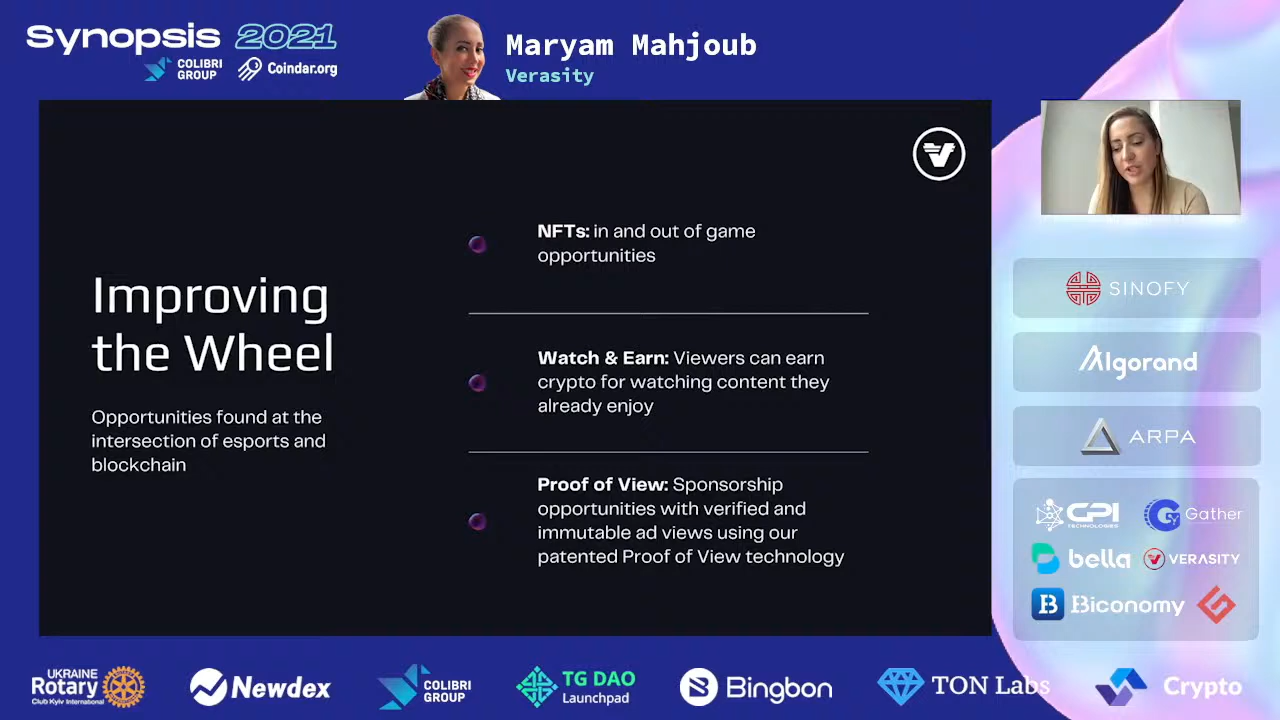 Synopsis 2021
COLIBRI GROUP
Coindar.org
Maryam Mahjoub
Verasity
Improving
the Wheel
Opportunities found at the
intersection of esports and
blockchain
NFTs: in and out of game
opportunities
Watch & Earn: Viewers can earn
crypto for watching content they
already enjoy
Proof of View: Sponsorship
opportunities with verified and
immutable ad views using our
patented Proof of View technology
SINOFY
Algorand
ARPA
CPI
TECHNOLOGIES
Gather
bella
VERASITY
Biconomy
UKRAINE
Rotary
Club Kyiv International
Newdex
COLIBRI
GROUP
TG DAO
Launchpad
Bingbon
TON Labs
Crypto